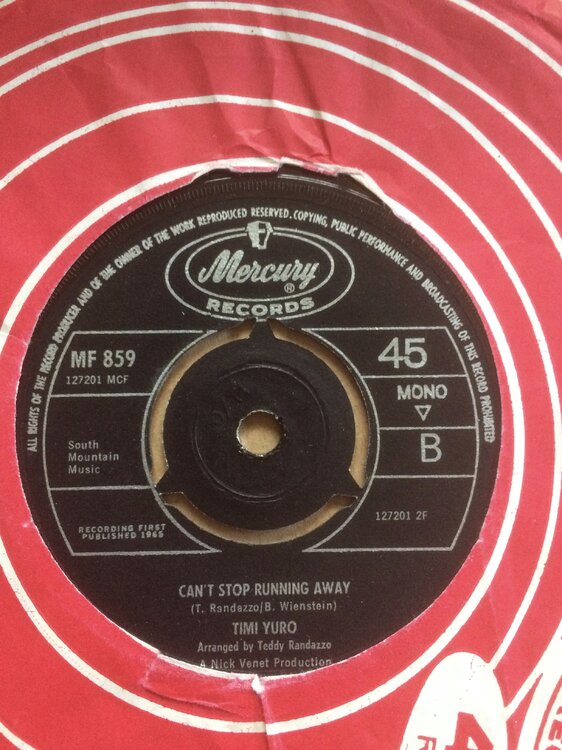 ALL RIGHTS OF THE RECORD PRODUCER AND OF THE OWNER OF THE WORK REPRODUCED RESERVED. COPYING, PUBLIC PERFORMANCE AND BROADCASTING OF THIS RECORD PROHIBITED
Mercury ®
RECORDS
MF 859
127201 MCF
45
MONO
B
South
Mountain
Music
127201 2F
RECORDING FIRST
PUBLISHED 1965
CAN'T STOP RUNNING AWAY
(T. Randazzo/B. Wienstein)
TIMI YURO
Arranged by Teddy Randazzo
A Nick Venet Production
4